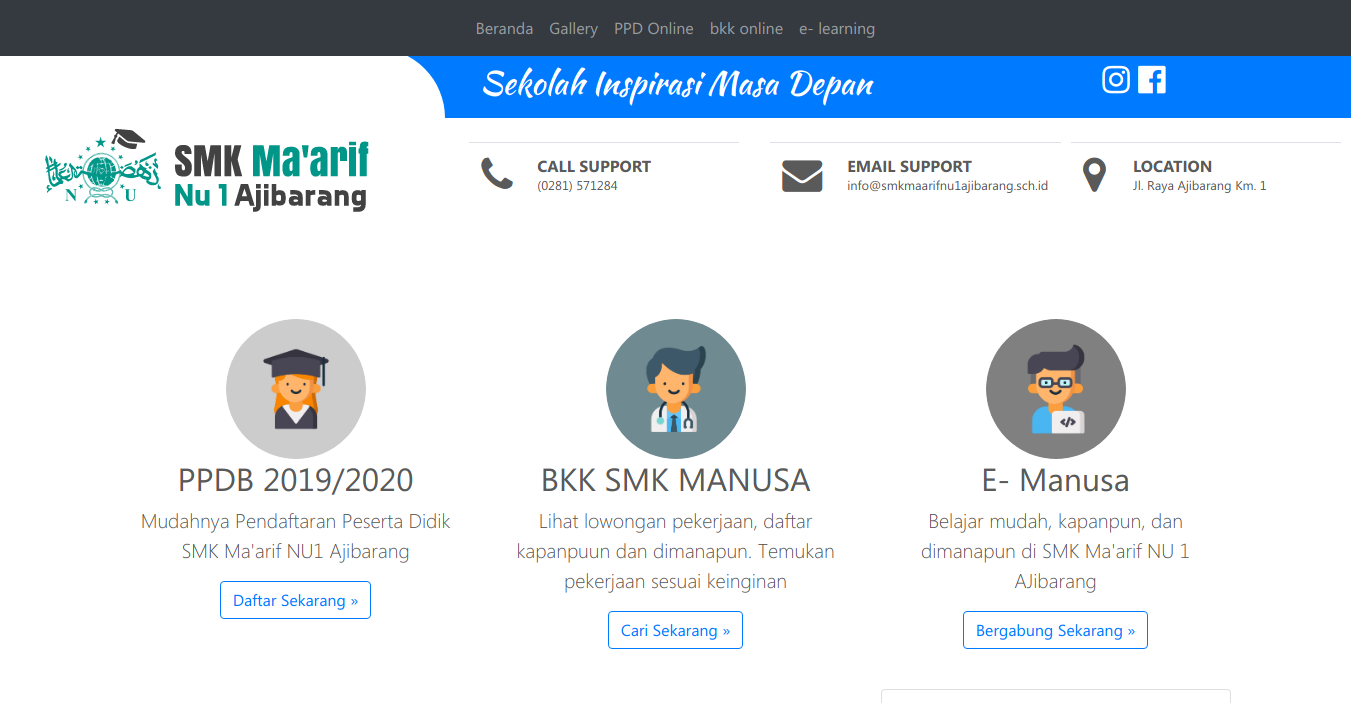 Beranda Gallery PPD Online bkk online e- learning
Sekolah Inspirasi Masa Depan
SMK Ma'arif
Nu 1 Ajibarang
N U
CALL SUPPORT
(0281) 571284
EMAIL SUPPORT
info@smkmaarifnu1ajibarang.sch.id
LOCATION
Jl. Raya Ajibarang Km. 1
PPDB 2019/2020
Mudahnya Pendaftaran Peserta Didik
SMK Ma'arif NU1 Ajibarang
Daftar Sekarang »
BKK SMK MANUSA
Lihat lowongan pekerjaan, daftar
kapanpuun dan dimanapun. Temukan
pekerjaan sesuai keinginan
Cari Sekarang »
E- Manusa
Belajar mudah, kapanpun, dan
dimanapun di SMK Ma'arif NU 1
AJibarang
Bergabung Sekarang »